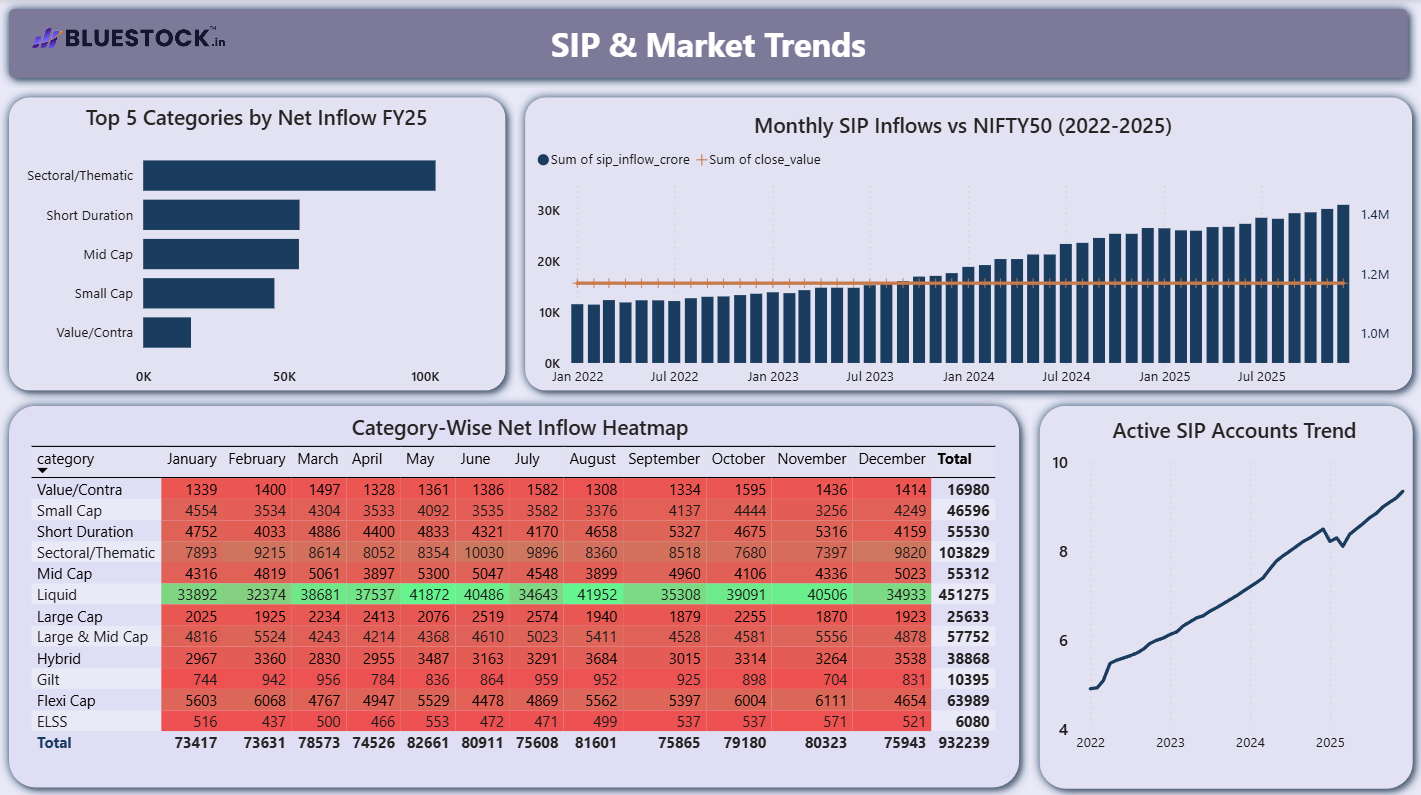 BLUESTOCK™.in
SIP & Market Trends
Top 5 Categories by Net Inflow FY25
Sectoral/Thematic
Short Duration
Mid Cap
Small Cap
Value/Contra
0K 50K 100K
Monthly SIP Inflows vs NIFTY50 (2022-2025)
Sum of sip_inflow_crore Sum of close_value
30K 1.4M
20K 1.2M
10K 1.0M
0K
Jan 2022 Jul 2022 Jan 2023 Jul 2023 Jan 2024 Jul 2024 Jan 2025 Jul 2025
Category-Wise Net Inflow Heatmap
category January February March April May June July August September October November December Total
Value/Contra 1339 1400 1497 1328 1361 1386 1582 1308 1334 1595 1436 1414 16980
Small Cap 4554 3534 4304 3533 4092 3535 3582 3376 4137 4444 3256 4249 46596
Short Duration 4752 4033 4886 4400 4833 4321 4170 4658 5327 4675 5316 4159 55530
Sectoral/Thematic 7893 9215 8614 8052 8354 10030 9896 8360 8518 7680 7397 9820 103829
Mid Cap 4316 4819 5061 3897 5300 5047 4548 3899 4960 4106 4336 5023 55312
Liquid 33892 32374 38681 37537 41872 40486 34643 41952 35308 39091 40506 34933 451275
Large Cap 2025 1925 2234 2413 2076 2519 2574 1940 1879 2255 1870 1923 25633
Large & Mid Cap 4816 5524 4243 4214 4368 4610 5023 5411 4528 4581 5556 4878 57752
Hybrid 2967 3360 2830 2955 3487 3163 3291 3684 3015 3314 3264 3538 38868
Gilt 744 942 956 784 836 864 959 952 925 898 704 831 10395
Flexi Cap 5603 6068 4767 4947 5529 4478 4869 5562 5397 6004 6111 4654 63989
ELSS 516 437 500 466 553 472 471 499 537 537 571 521 6080
Total 73417 73631 78573 74526 82661 80911 75608 81601 75865 79180 80323 75943 932239
Active SIP Accounts Trend
10
8
6
4
2022 2023 2024 2025